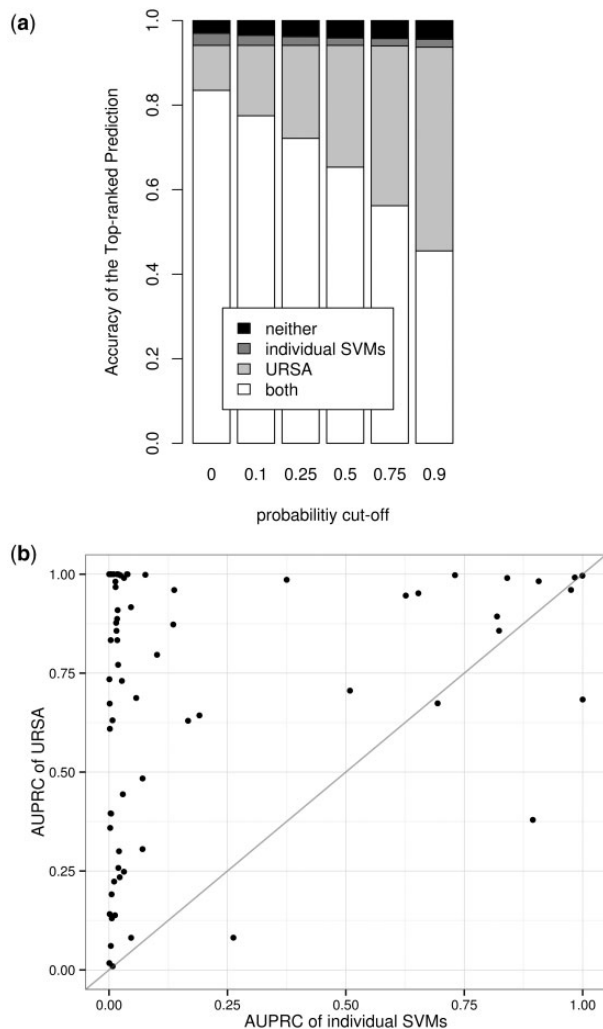 (a)
Accuracy of the Top-ranked Prediction
1.0
0.8
0.6
0.4
0.2
0.0
neither
individual SVMs
URSA
both
0 0.1 0.25 0.5 0.75 0.9
probabilitiy cut-off
(b)
AUPRC of URSA
1.00
0.75
0.50
0.25
0.00
0.00 0.25 0.50 0.75 1.00
AUPRC of individual SVMs